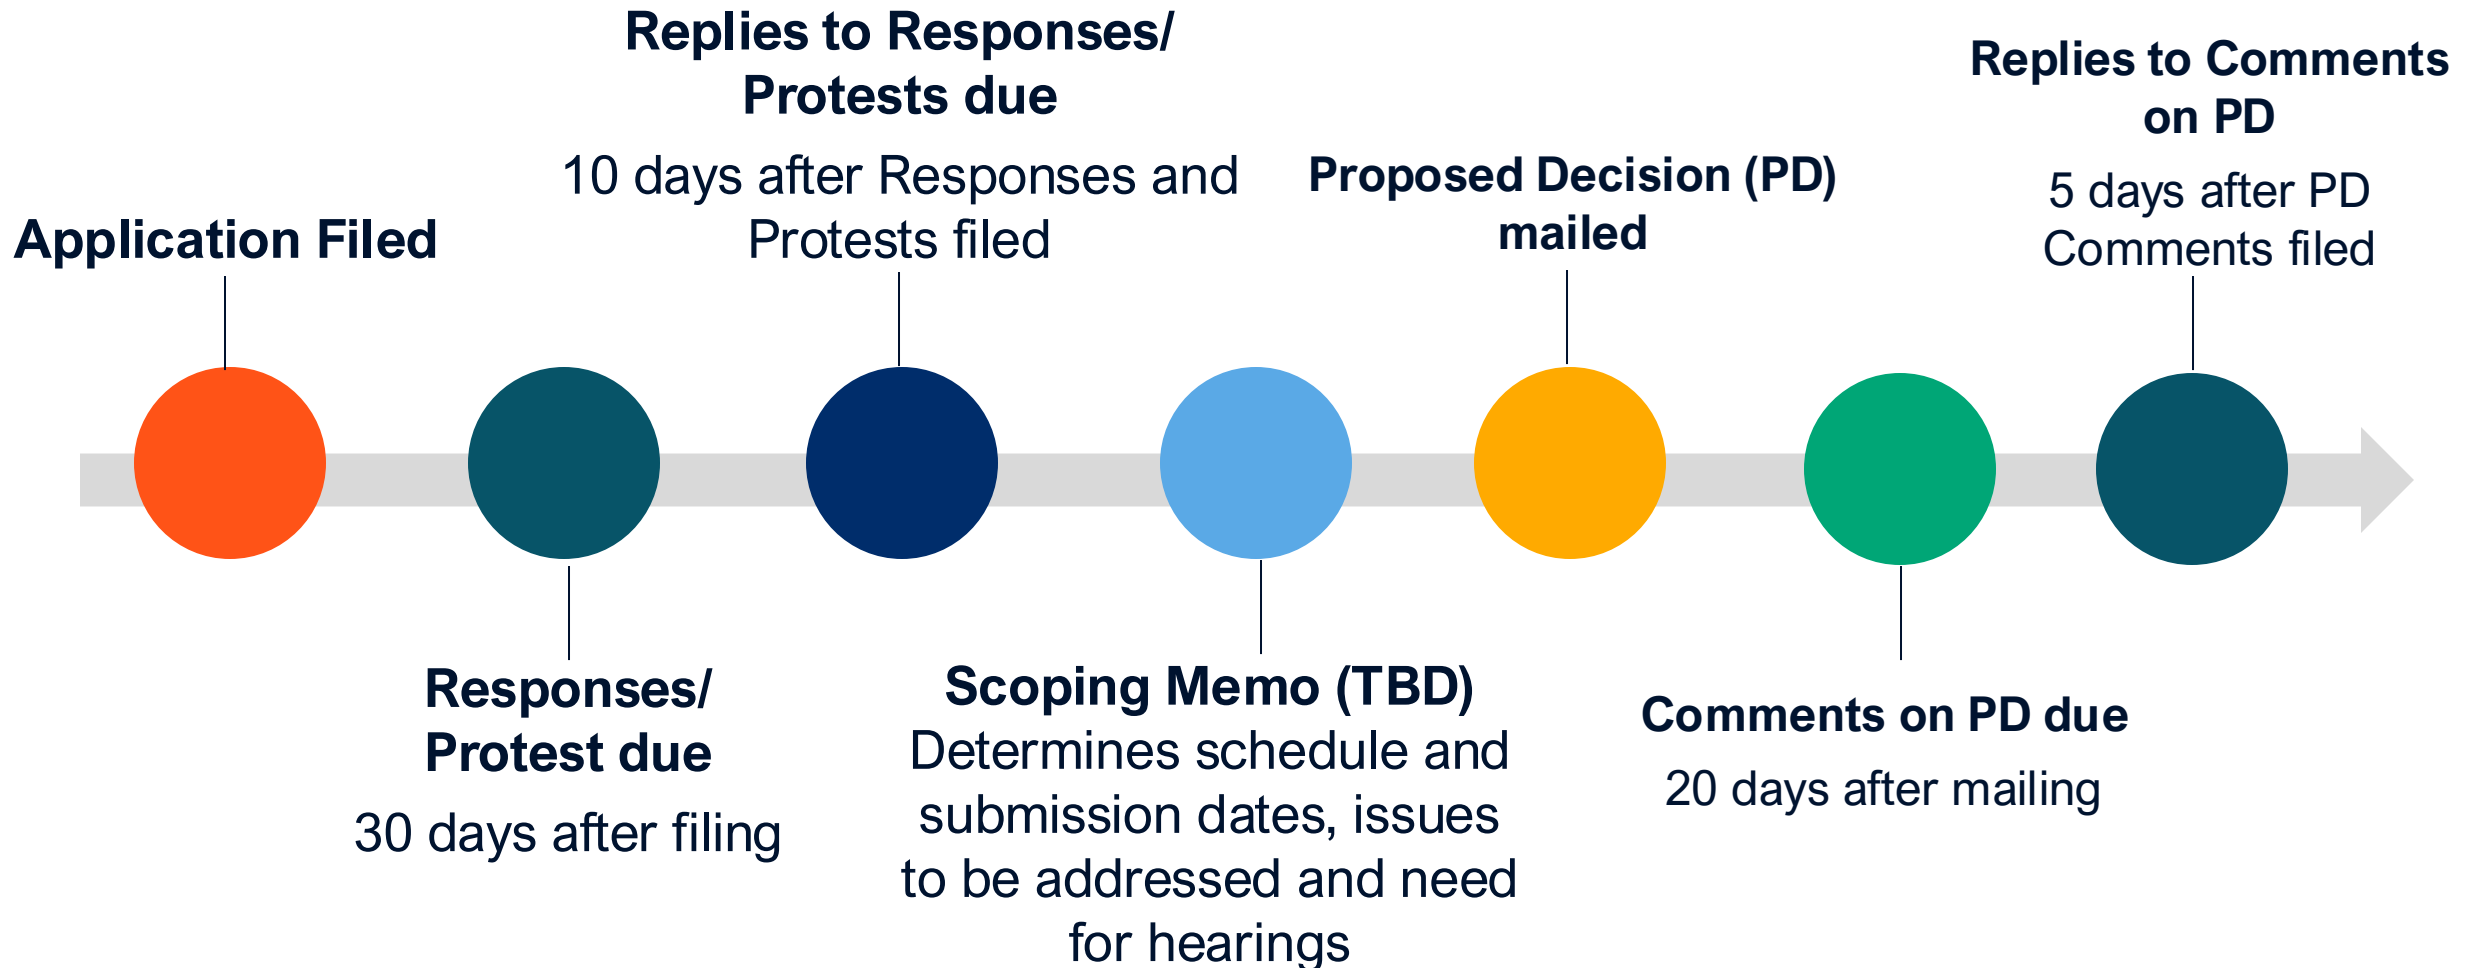 Application Filed
Responses/
Protest due
30 days after filing
Replies to Responses/
Protests due
10 days after Responses and
Protests filed
Scoping Memo (TBD)
Determines schedule and
submission dates, issues
to be addressed and need
for hearings
Proposed Decision (PD)
mailed
Comments on PD due
20 days after mailing
Replies to Comments
on PD
5 days after PD
Comments filed